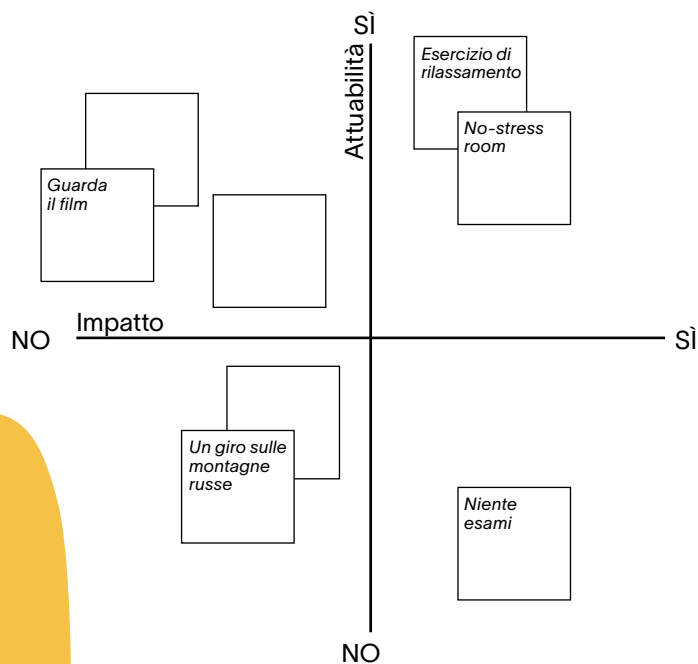 SÌ
Attuabilità
Esercizio di
rilassamento
No-stress
room
Guarda
il film
Impatto
NO
SÌ
Un giro sulle
montagne
russe
Niente
esami
NO